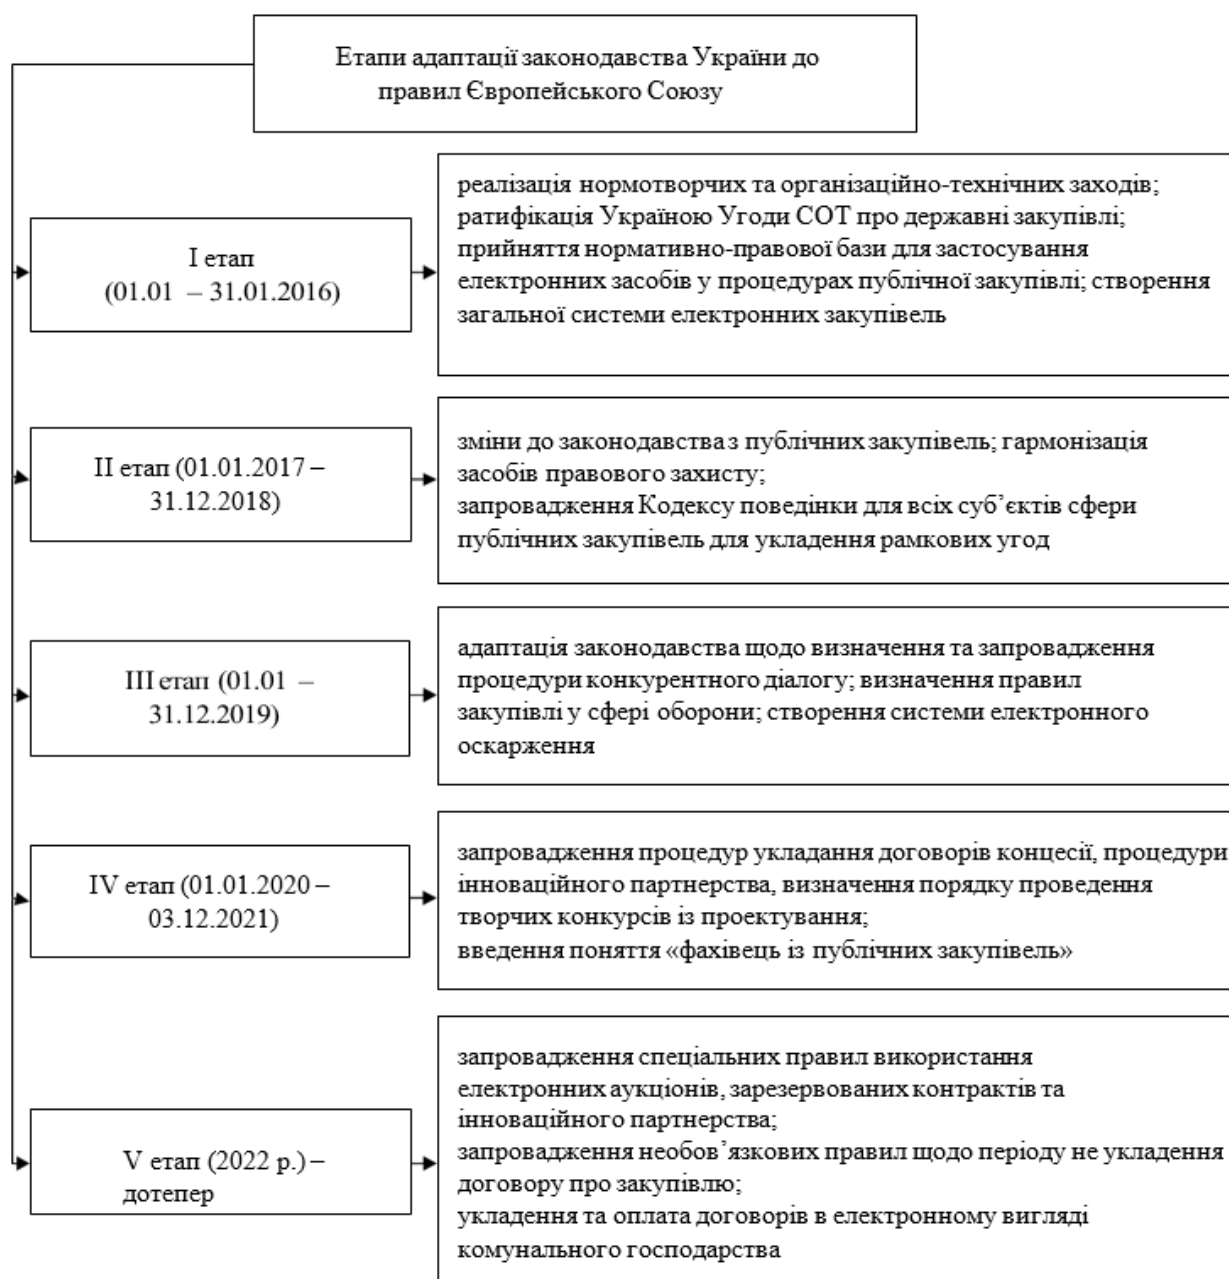 Етапи адаптації законодавства України до
правил Європейського Союзу
I етап
(01.01 – 31.01.2016)
реалізація нормотворчих та організаційно-технічних заходів;
ратифікація Україною Угоди СОТ про державні закупівлі;
прийняття нормативно-правової бази для застосування
електронних засобів у процедурах публічної закупівлі; створення
загальної системи електронних закупівель
II етап (01.01.2017 –
31.12.2018)
зміни до законодавства з публічних закупівель; гармонізація
засобів правового захисту;
запровадження Кодексу поведінки для всіх суб’єктів сфери
публічних закупівель для укладення рамкових угод
III етап (01.01 –
31.12.2019)
адаптація законодавства щодо визначення та запровадження
процедури конкурентного діалогу; визначення правил
закупівлі у сфері оборони; створення системи електронного
оскарження
IV етап (01.01.2020 –
03.12.2021)
запровадження процедур укладання договорів концесії, процедури
інноваційного партнерства, визначення порядку проведення
творчих конкурсів із проектування;
введення поняття «фахівець із публічних закупівель»
V етап (2022 р.) –
дотепер
запровадження спеціальних правил використання
електронних аукціонів, зарезервованих контрактів та
інноваційного партнерства;
запровадження необов’язкових правил щодо періоду не укладення
договору про закупівлю;
укладення та оплата договорів в електронному вигляді
комунального господарства